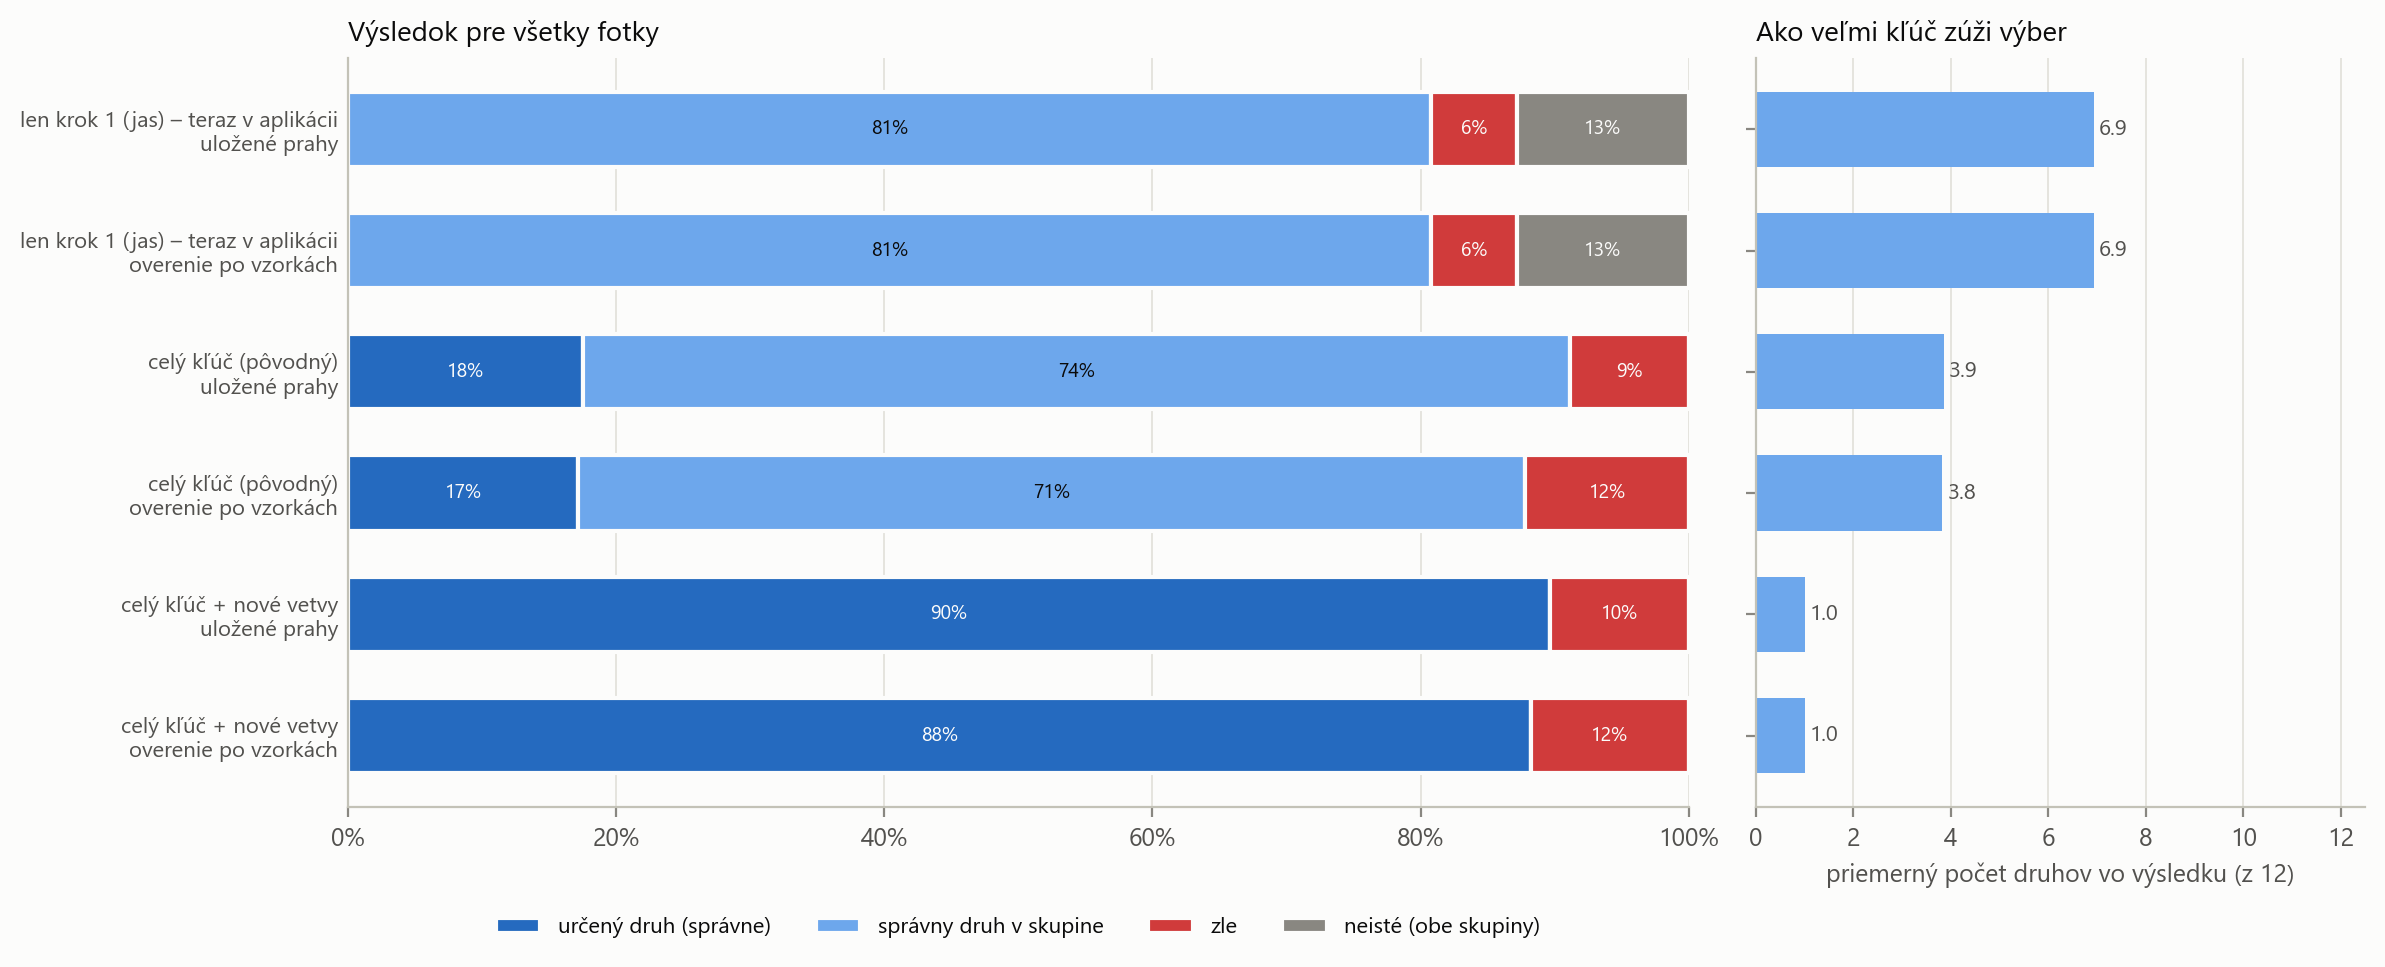 Výsledok pre všetky fotky
len krok 1 (jas) – teraz v aplikácii
uložené prahy
81%
6%
13%
len krok 1 (jas) – teraz v aplikácii
overenie po vzorkách
81%
6%
13%
celý kľúč (pôvodný)
uložené prahy
18%
74%
9%
celý kľúč (pôvodný)
overenie po vzorkách
17%
71%
12%
celý kľúč + nové vetvy
uložené prahy
90%
10%
celý kľúč + nové vetvy
overenie po vzorkách
88%
12%
0%
20%
40%
60%
80%
100%
Ako veľmi kľúč zúži výber
6.9
6.9
3.9
3.8
1.0
1.0
0
2
4
6
8
10
12
priemerný počet druhov vo výsledku (z 12)
určený druh (správne)
správny druh v skupine
zle
neisté (obe skupiny)